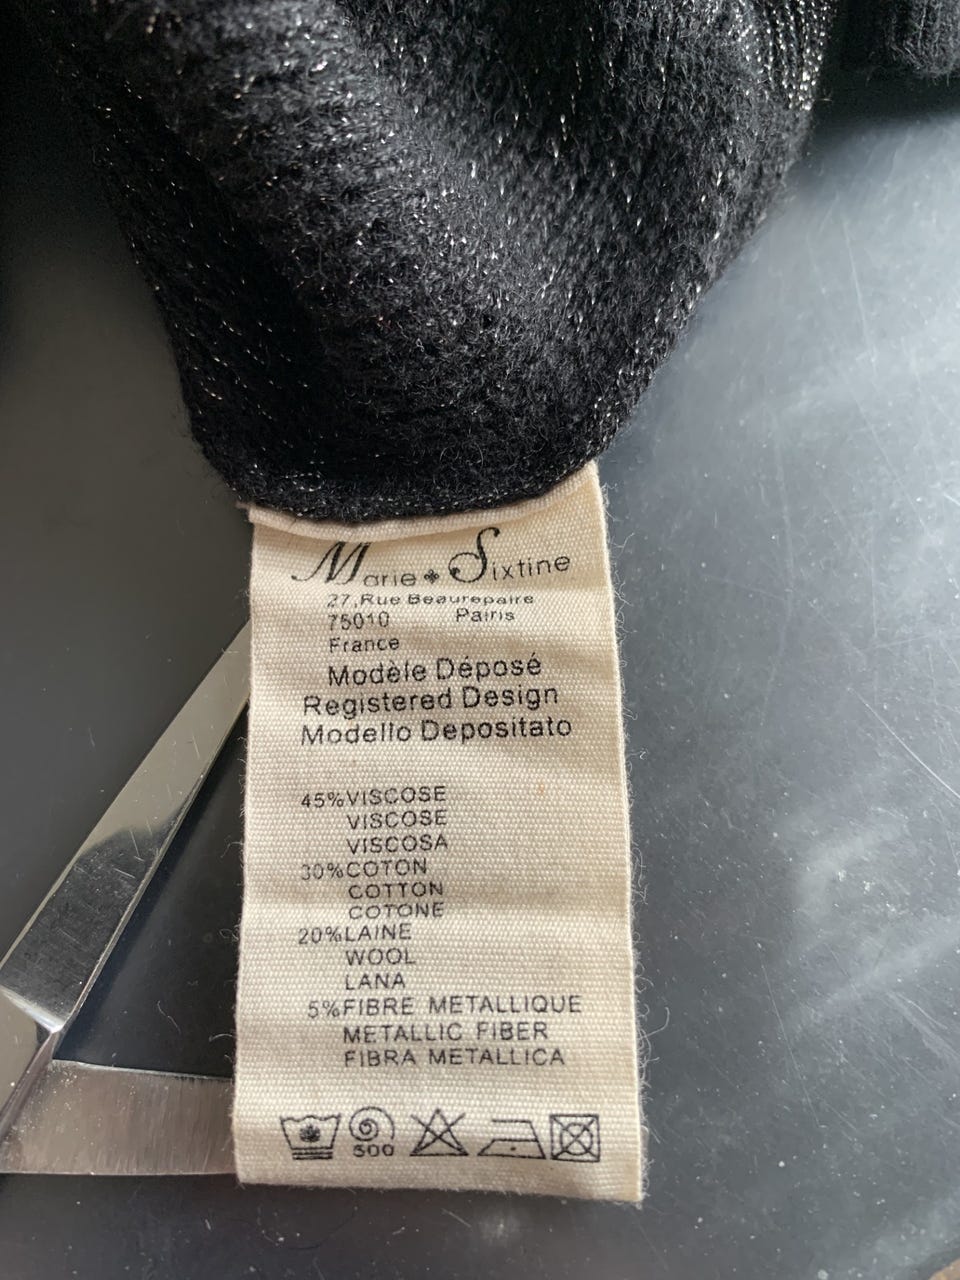 Marie Sixtine
27,Rue Beaurepaire
75010 Pairis
France
Modèle Déposé
Registered Design
Modello Depositato
45%VISCOSE
VISCOSE
VISCOSA
30%COTON
COTTON
COTONE
20%LAINE
WOOL
LANA
5%FIBRE METALLIQUE
METALLIC FIBER
FIBRA METALLICA
500